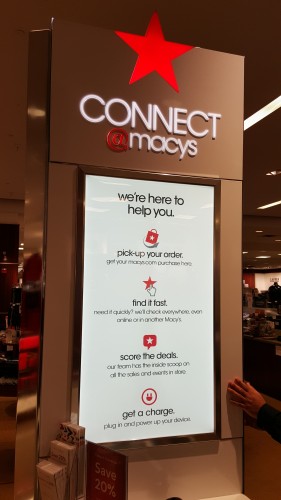 CONNECT
@macys
we're here to
help you.
pick-up your order.
get your macys.com purchase here.
find it fast.
need it quickly? we'll check everywhere, even
online or in another Macy's.
score the deals.
our team has the inside scoop on
all the sales and events in store.
get a charge.
plug in and power up your device.
Save
20%